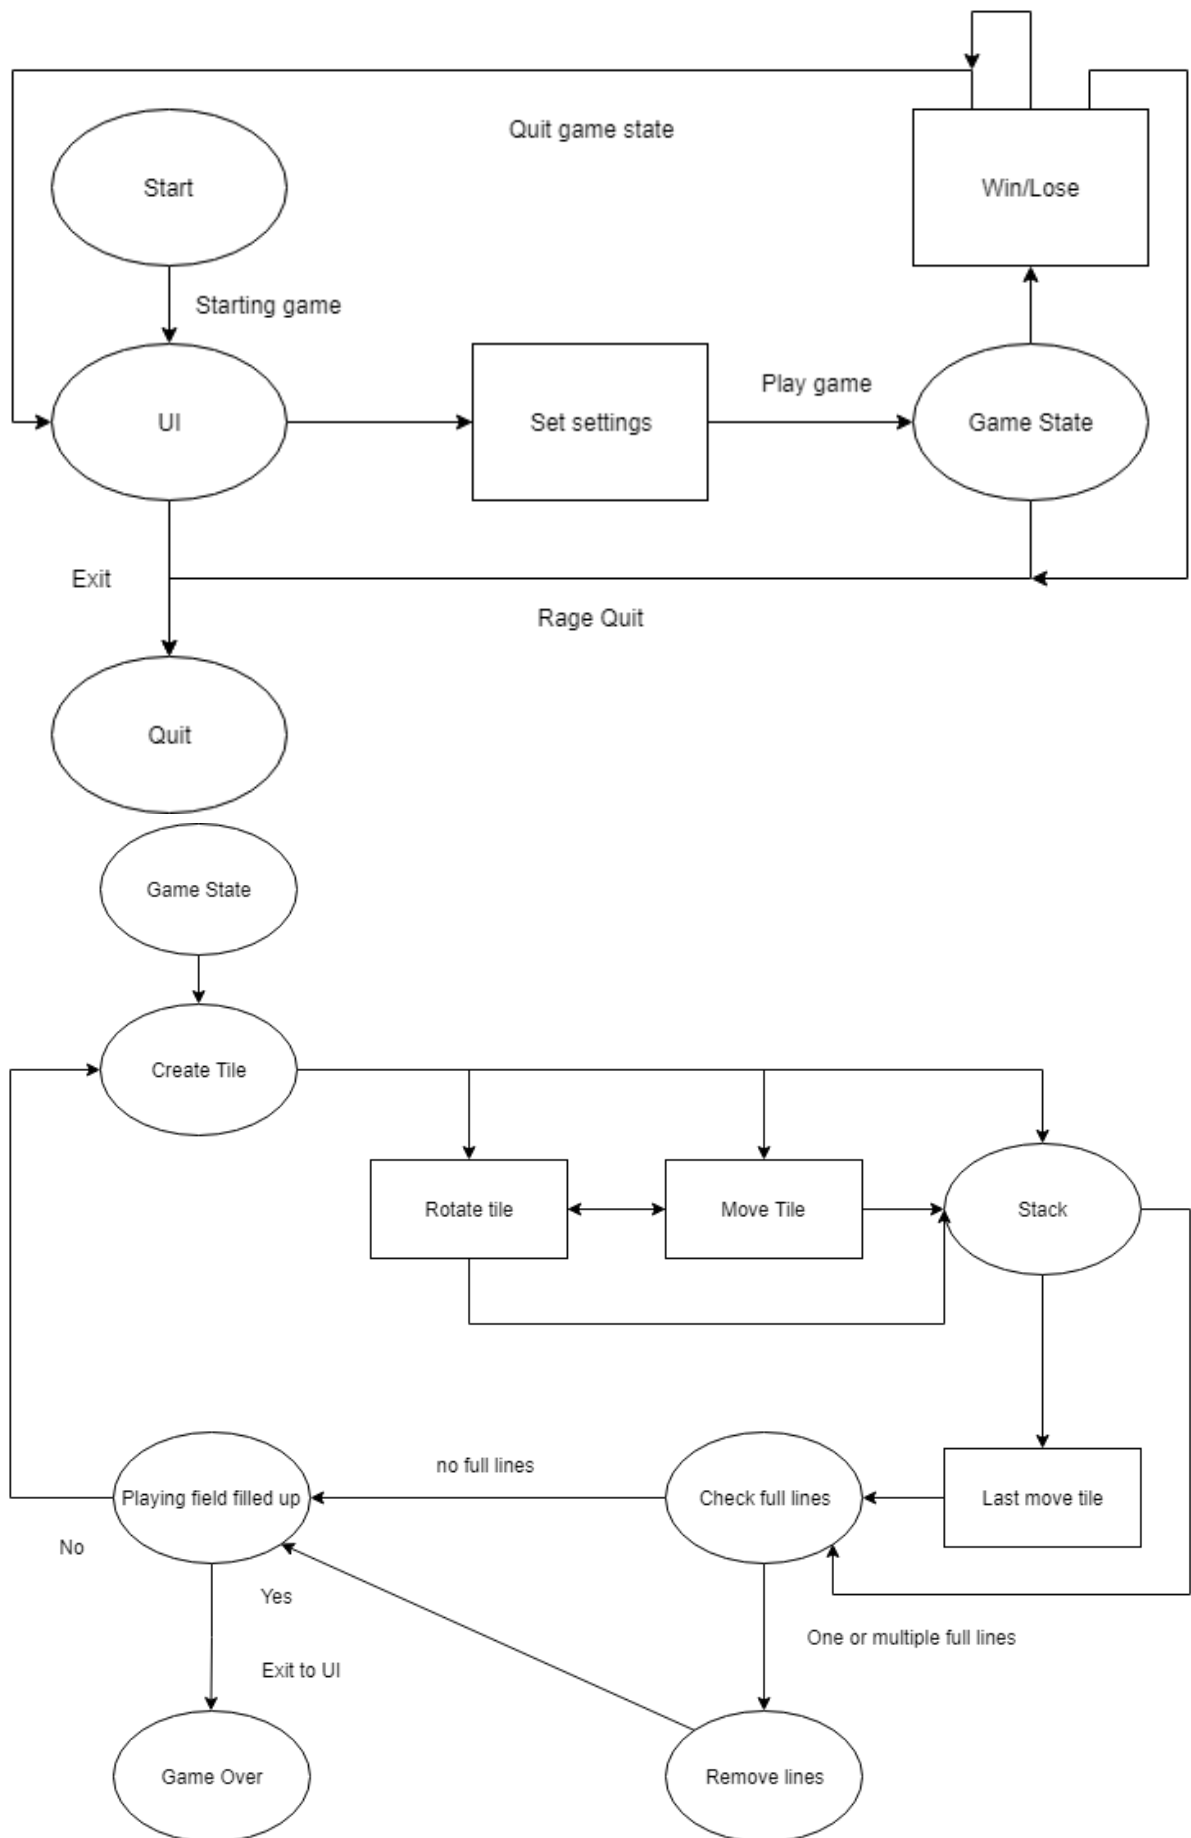 Quit game state
Start
Win/Lose
Starting game
Play game
UI
Set settings
Game State
Exit
Rage Quit
Quit
Game State
Create Tile
Rotate tile
Move Tile
Stack
no full lines
Playing field filled up
Check full lines
Last move tile
No
Yes
One or multiple full lines
Exit to UI
Game Over
Remove lines